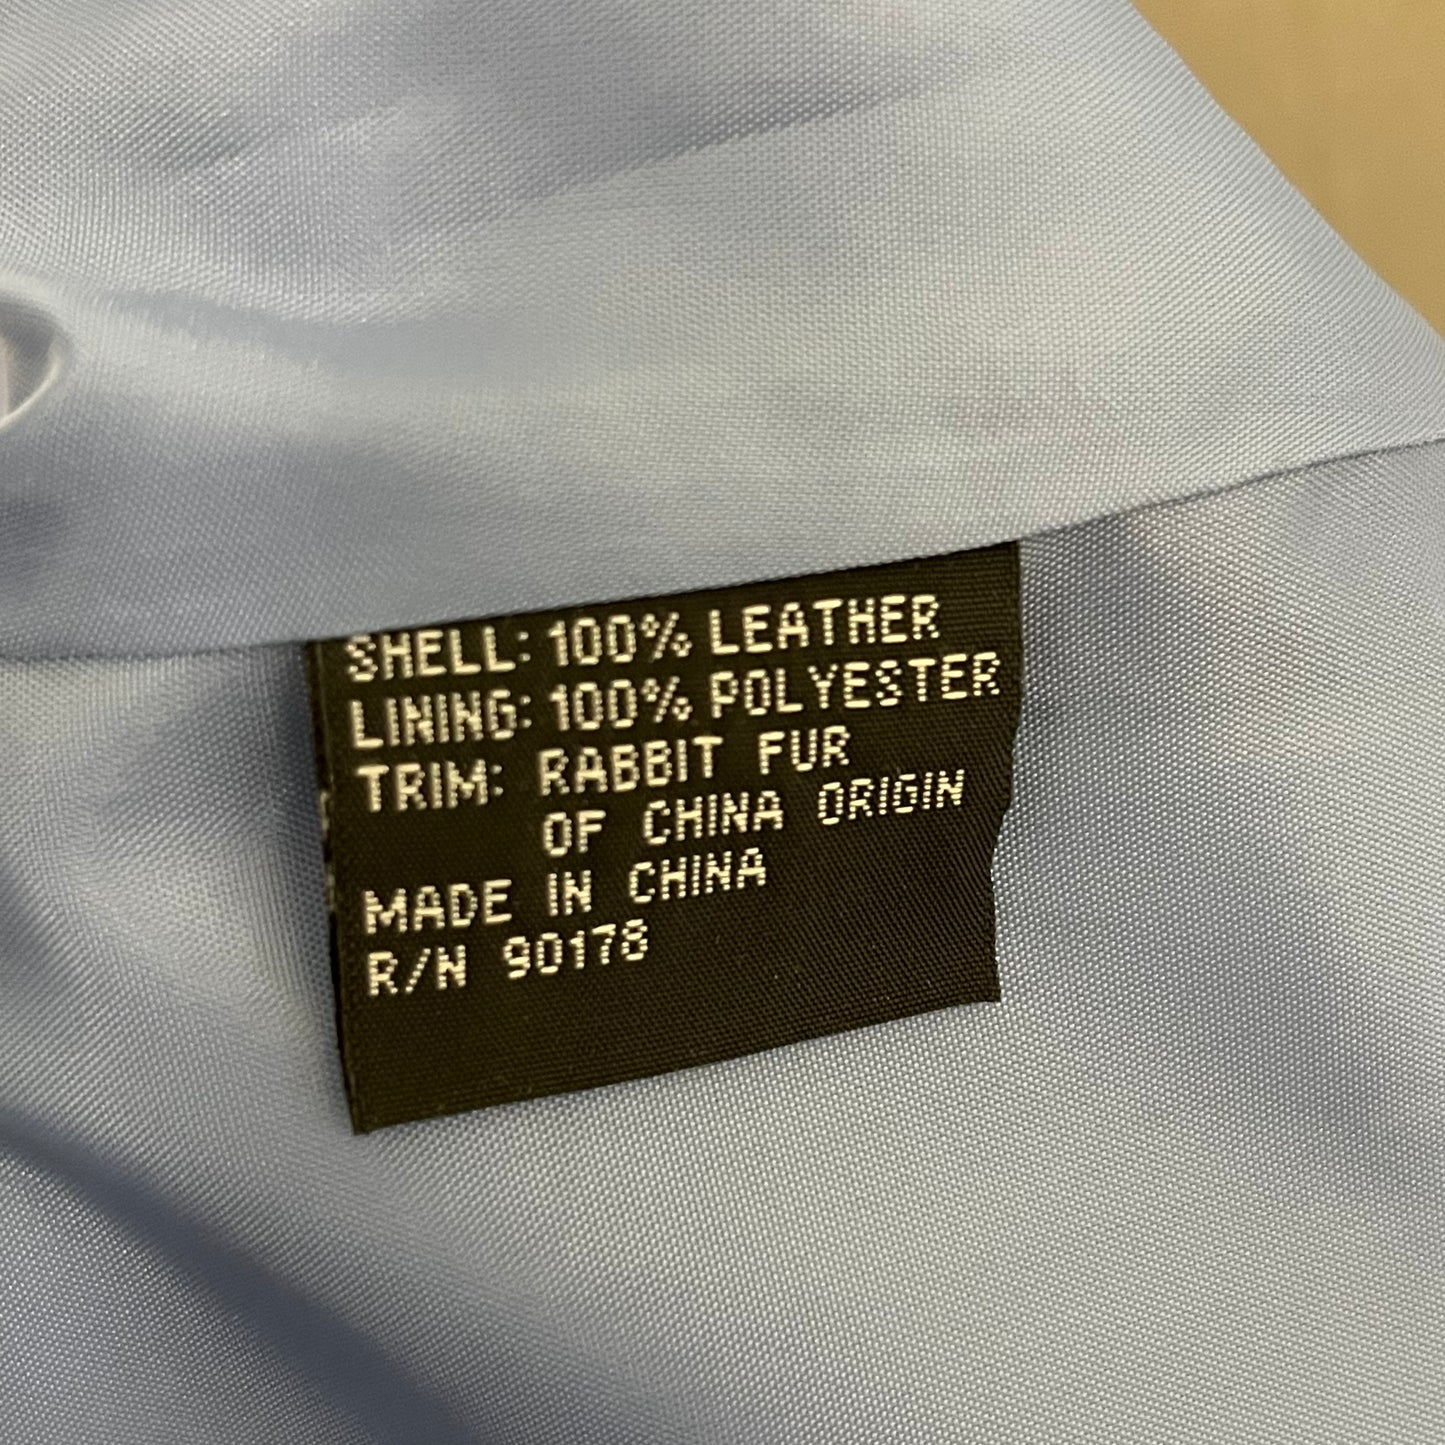 SHELL: 100% LEATHER
LINING: 100% POLYESTER
TRIM: RABBIT FUR
OF CHINA ORIGIN
MADE IN CHINA
R/N 90178